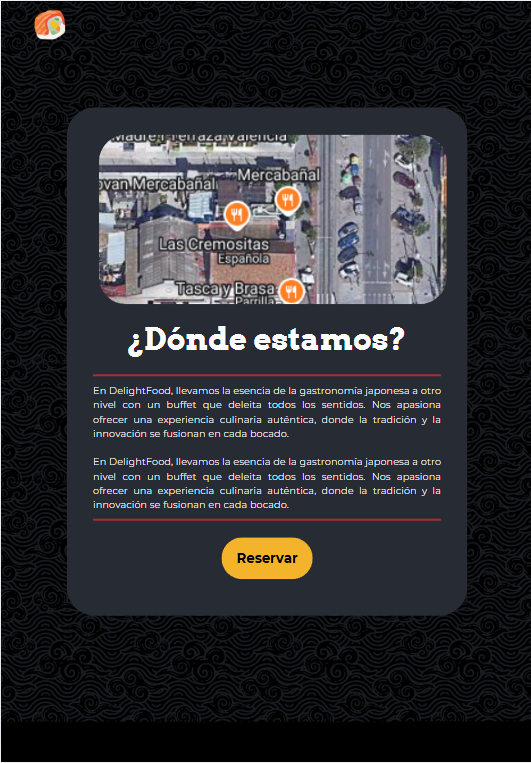 Madre i Terraza Valencia
ovan Mercabañal
Mercabañal
Las Cremositas
Española
Tasca y Brasa
Parrilla
¿Dónde estamos?
En DelightFood, llevamos la esencia de la gastronomía japonesa a otro
nivel con un buffet que deleita todos los sentidos. Nos apasiona
ofrecer una experiencia culinaria auténtica, donde la tradición y la
innovación se fusionan en cada bocado.
En DelightFood, llevamos la esencia de la gastronomía japonesa a otro
nivel con un buffet que deleita todos los sentidos. Nos apasiona
ofrecer una experiencia culinaria auténtica, donde la tradición y la
innovación se fusionan en cada bocado.
Reservar